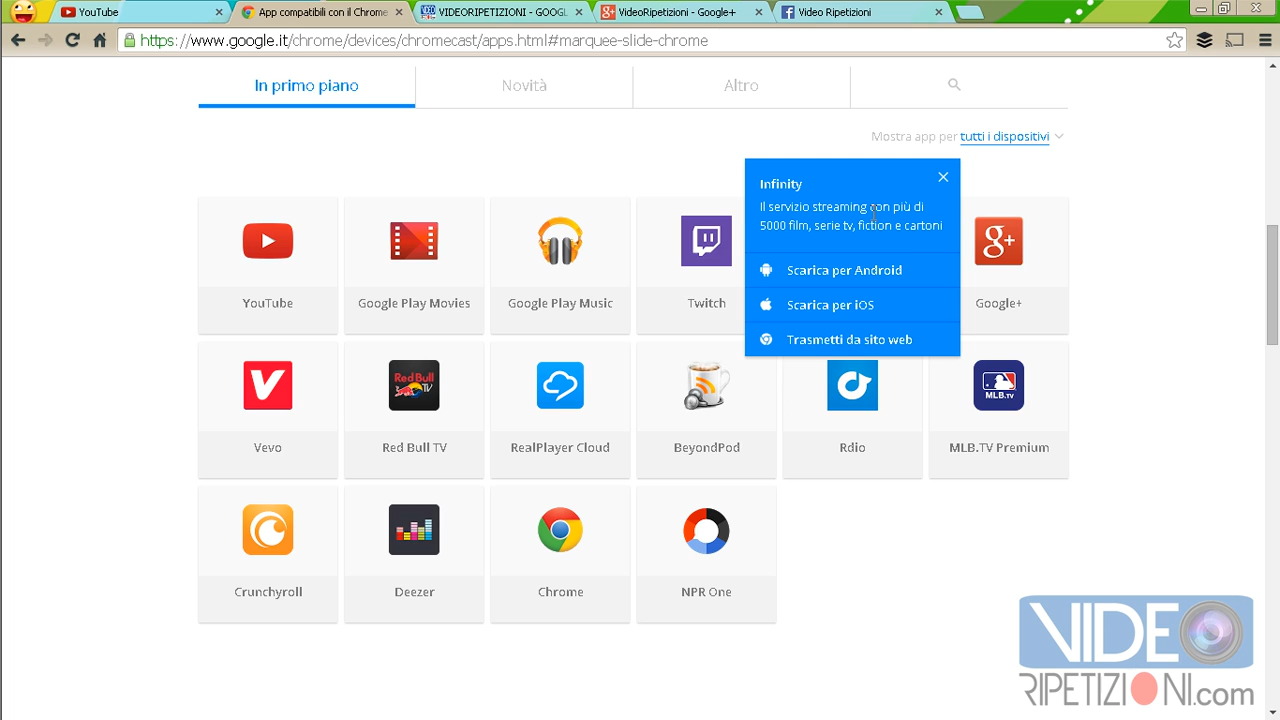 YouTube
App compatibili con il Chrome
VIDEORIPETIZIONI - GOOGL
VideoRipetizioni - Google+
Video Ripetizioni
https://www.google.it/chrome/devices/chromecast/apps.html#marquee-slide-chrome
In primo piano
Novità
Altro
Mostra app per tutti i dispositivi
Infinity
Il servizio streaming con più di
5000 film, serie tv, fiction e cartoni
Scarica per Android
Scarica per iOS
Trasmetti da sito web
YouTube
Google Play Movies
Google Play Music
Twitch
Google+
Red Bull
TV
MLB.TV
Vevo
Red Bull TV
RealPlayer Cloud
BeyondPod
Rdio
MLB.TV Premium
Crunchyroll
Deezer
Chrome
NPR One
VIDEO
RIPETIZIONI.com